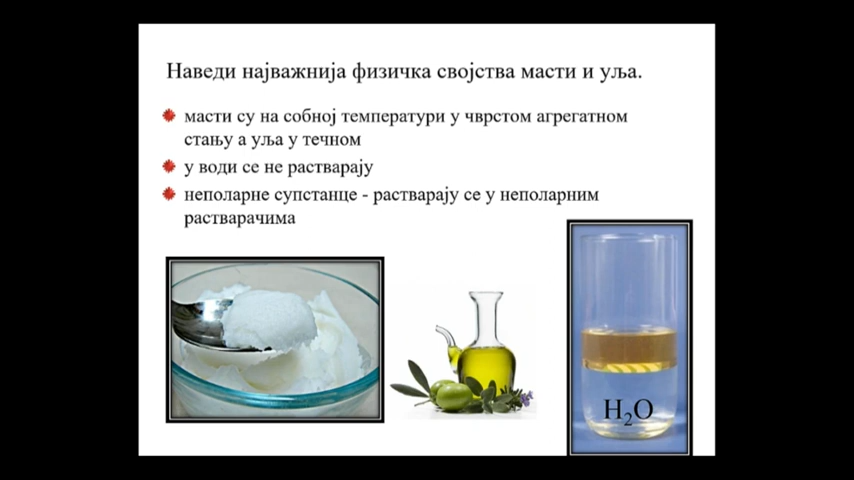 Наведи најважнија физичка својства масти и уља.
масти су на собној температури у чврстом агрегатном
стању а уља у течном
у води се не растварају
неполарне супстанце - растварају се у неполарним
растварачима
H₂O